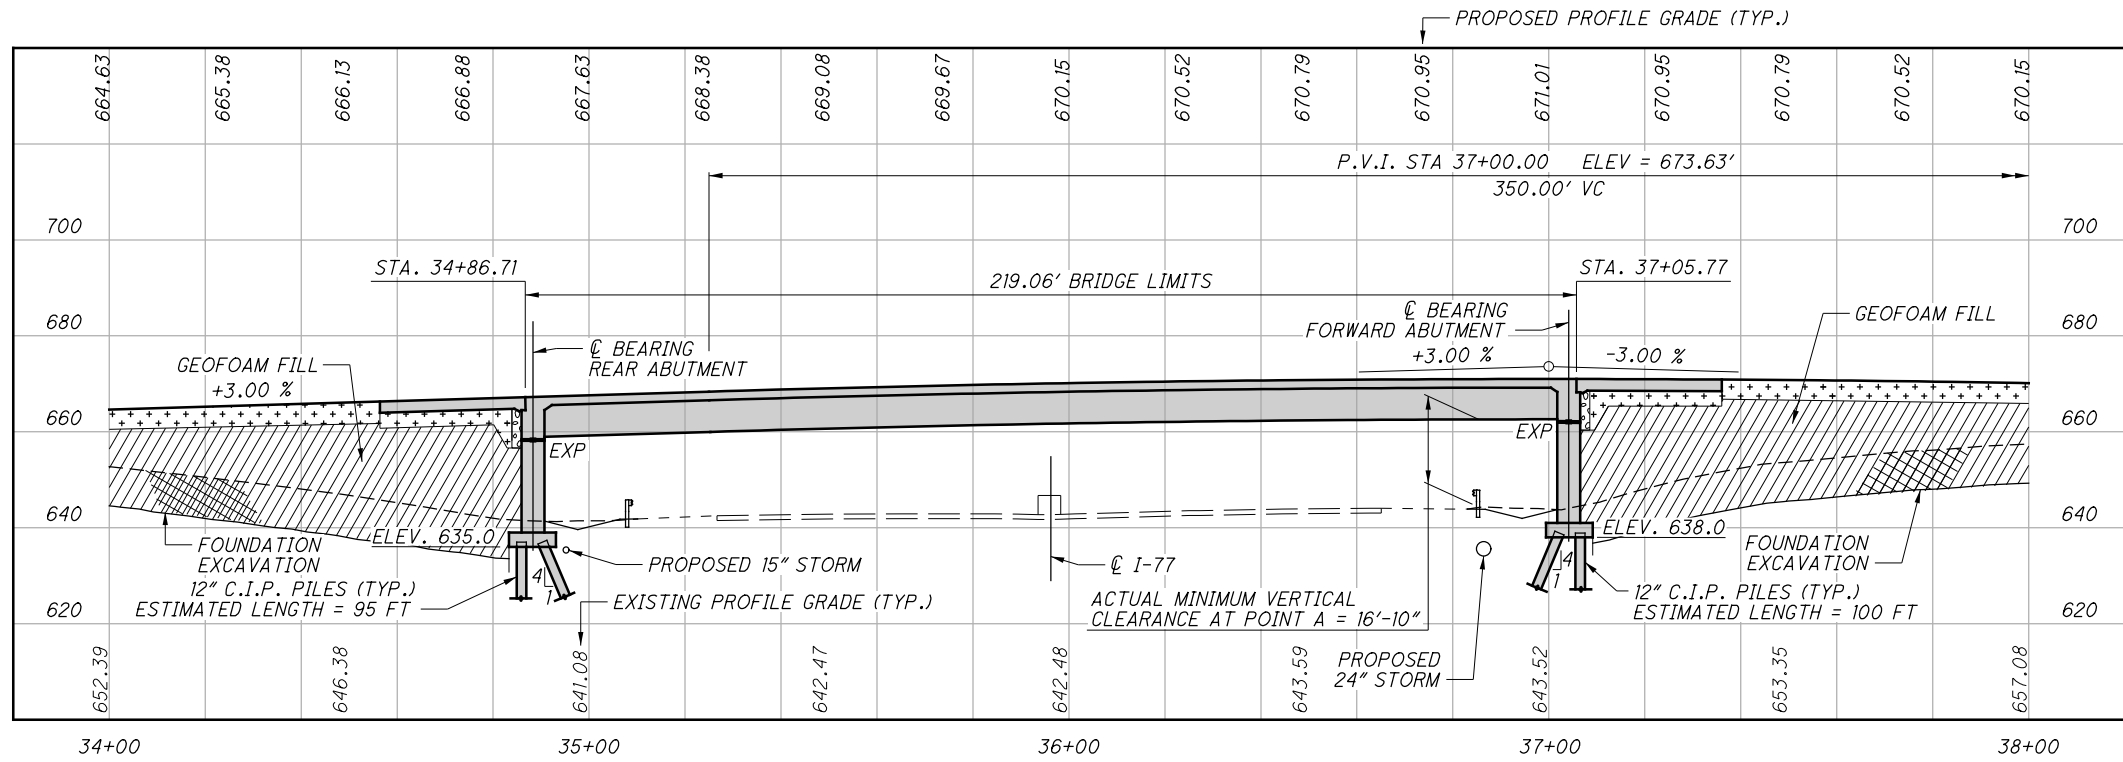 PROPOSED PROFILE GRADE (TYP.)
664.63 665.38 666.13 666.88 667.63 668.38 669.08 669.67 670.15 670.52 670.79 670.95 671.01 670.95 670.79 670.52 670.15
P.V.I. STA 37+00.00 ELEV = 673.63'
350.00' VC
700 700
STA. 34+86.71
219.06' BRIDGE LIMITS
STA. 37+05.77
680 680
℄ BEARING
REAR ABUTMENT
℄ BEARING
FORWARD ABUTMENT
GEOFOAM FILL
+3.00 %
+3.00 % -3.00 %
GEOFOAM FILL
660 660
EXP
EXP
640 640
ELEV. 635.0
ELEV. 638.0
FOUNDATION
EXCAVATION
12" C.I.P. PILES (TYP.)
ESTIMATED LENGTH = 95 FT
4
1
PROPOSED 15" STORM
EXISTING PROFILE GRADE (TYP.)
℄ I-77
ACTUAL MINIMUM VERTICAL
CLEARANCE AT POINT A = 16'-10"
PROPOSED
24" STORM
4
1
FOUNDATION
EXCAVATION
12" C.I.P. PILES (TYP.)
ESTIMATED LENGTH = 100 FT
620 620
652.39 646.38 641.08 642.47 642.48 643.59 643.52 653.35 657.08
34+00 35+00 36+00 37+00 38+00